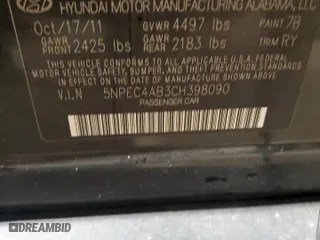 HYUNDAI MOTOR MANUFACTURING ALABAMA, LLC
Oct/17/11 GVWR 4497 lbs PAINT 7B
GAWR FRONT 2425 lbs GAWR REAR 2183 lbs TRIM RY
THIS VEHICLE CONFORMS TO ALL APPLICABLE
FEDERAL MOTOR VEHICLE SAFETY, BUMPER, AND
THEFT PREVENTION STANDARDS IN EFFECT ON
THE DATE OF MANUFACTURE SHOWN ABOVE.
V.I.N 5NPEC4AB3CH398090
PASSENGER CAR
DREAMBID